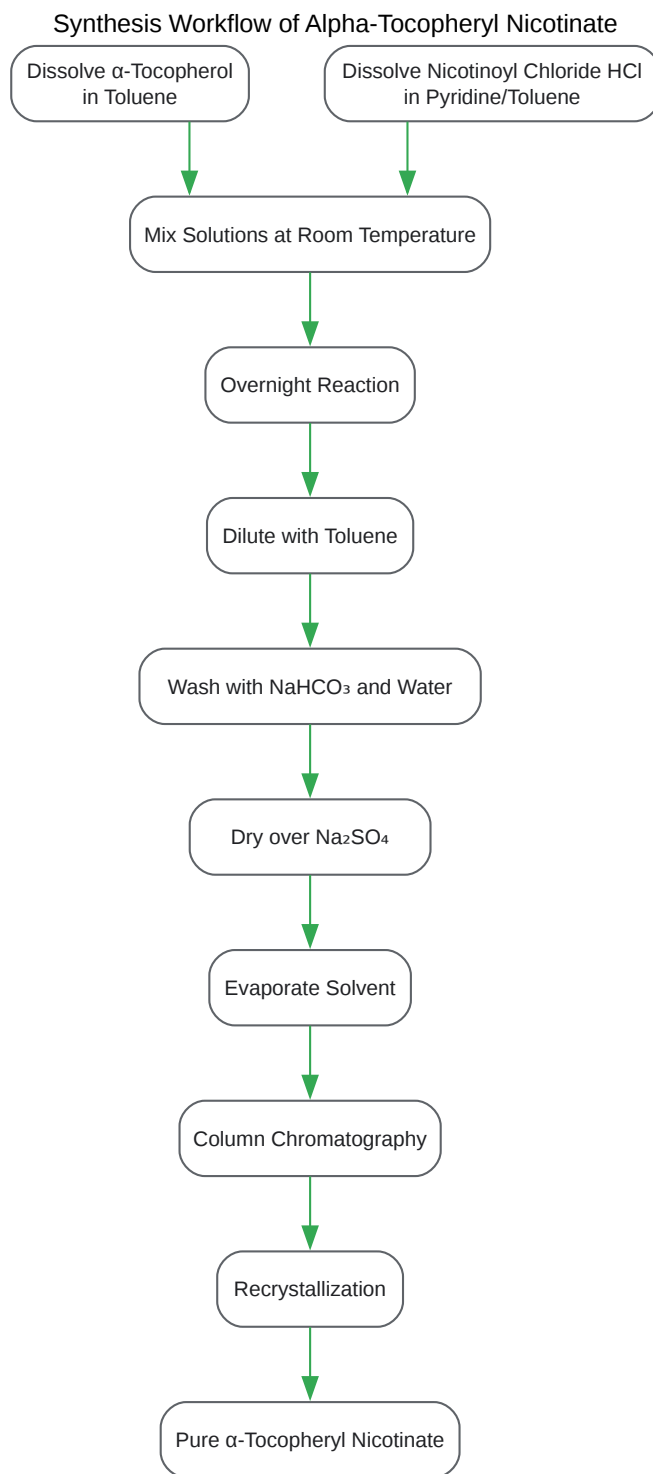 Synthesis Workflow of Alpha-Tocopheryl Nicotinate
Dissolve α-Tocopherol
in Toluene
Dissolve Nicotinoyl Chloride HCl
in Pyridine/Toluene
Mix Solutions at Room Temperature
Overnight Reaction
Dilute with Toluene
Wash with NaHCO₃ and Water
Dry over Na₂SO₄
Evaporate Solvent
Column Chromatography
Recrystallization
Pure α-Tocopheryl Nicotinate